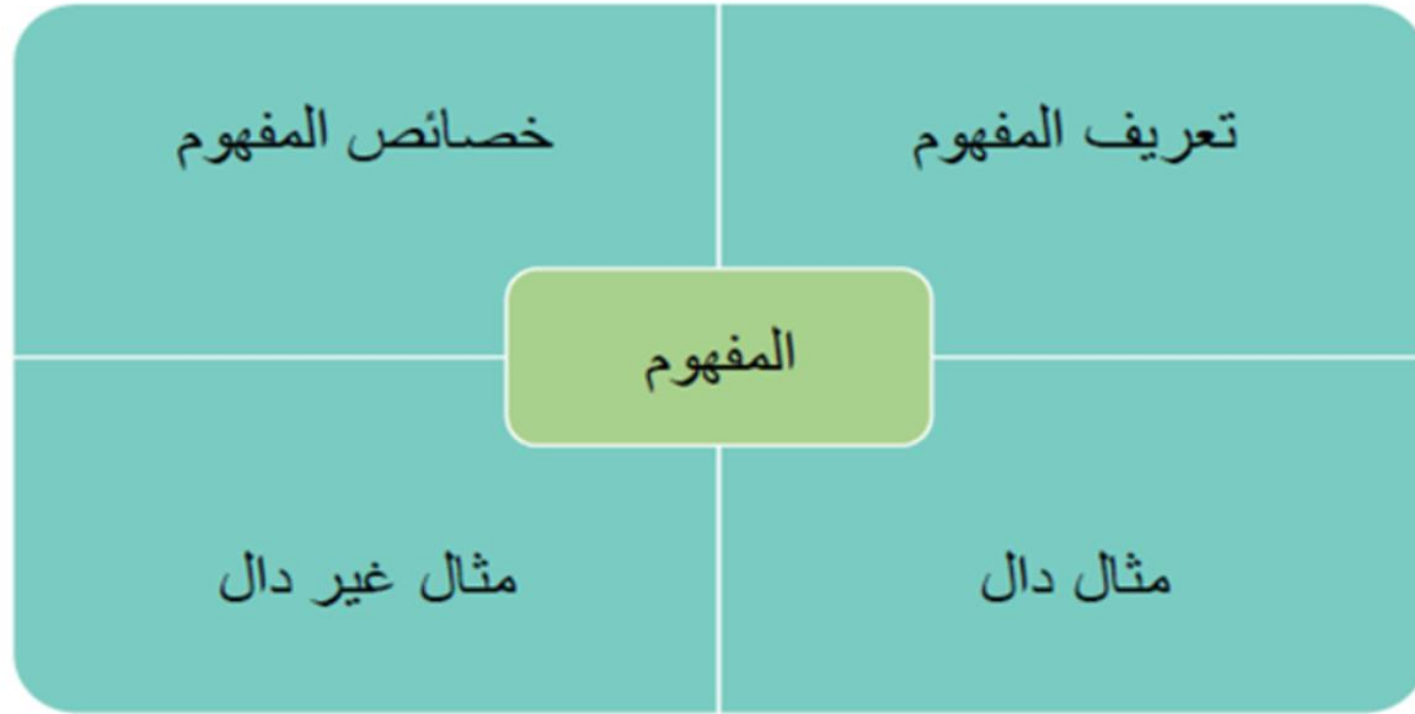 تعريف المفهوم
خصائص المفهوم
المفهوم
مثال دال
مثال غير دال